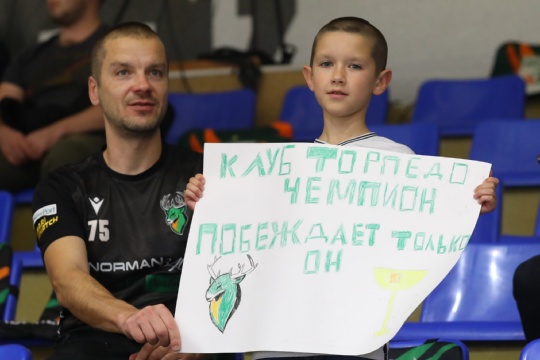 КЛУБ ТОРПЕДО
ЧЕМПИОН
ПОБЕЖДАЕТ ТОЛЬКО
ОН
75
NORMAN